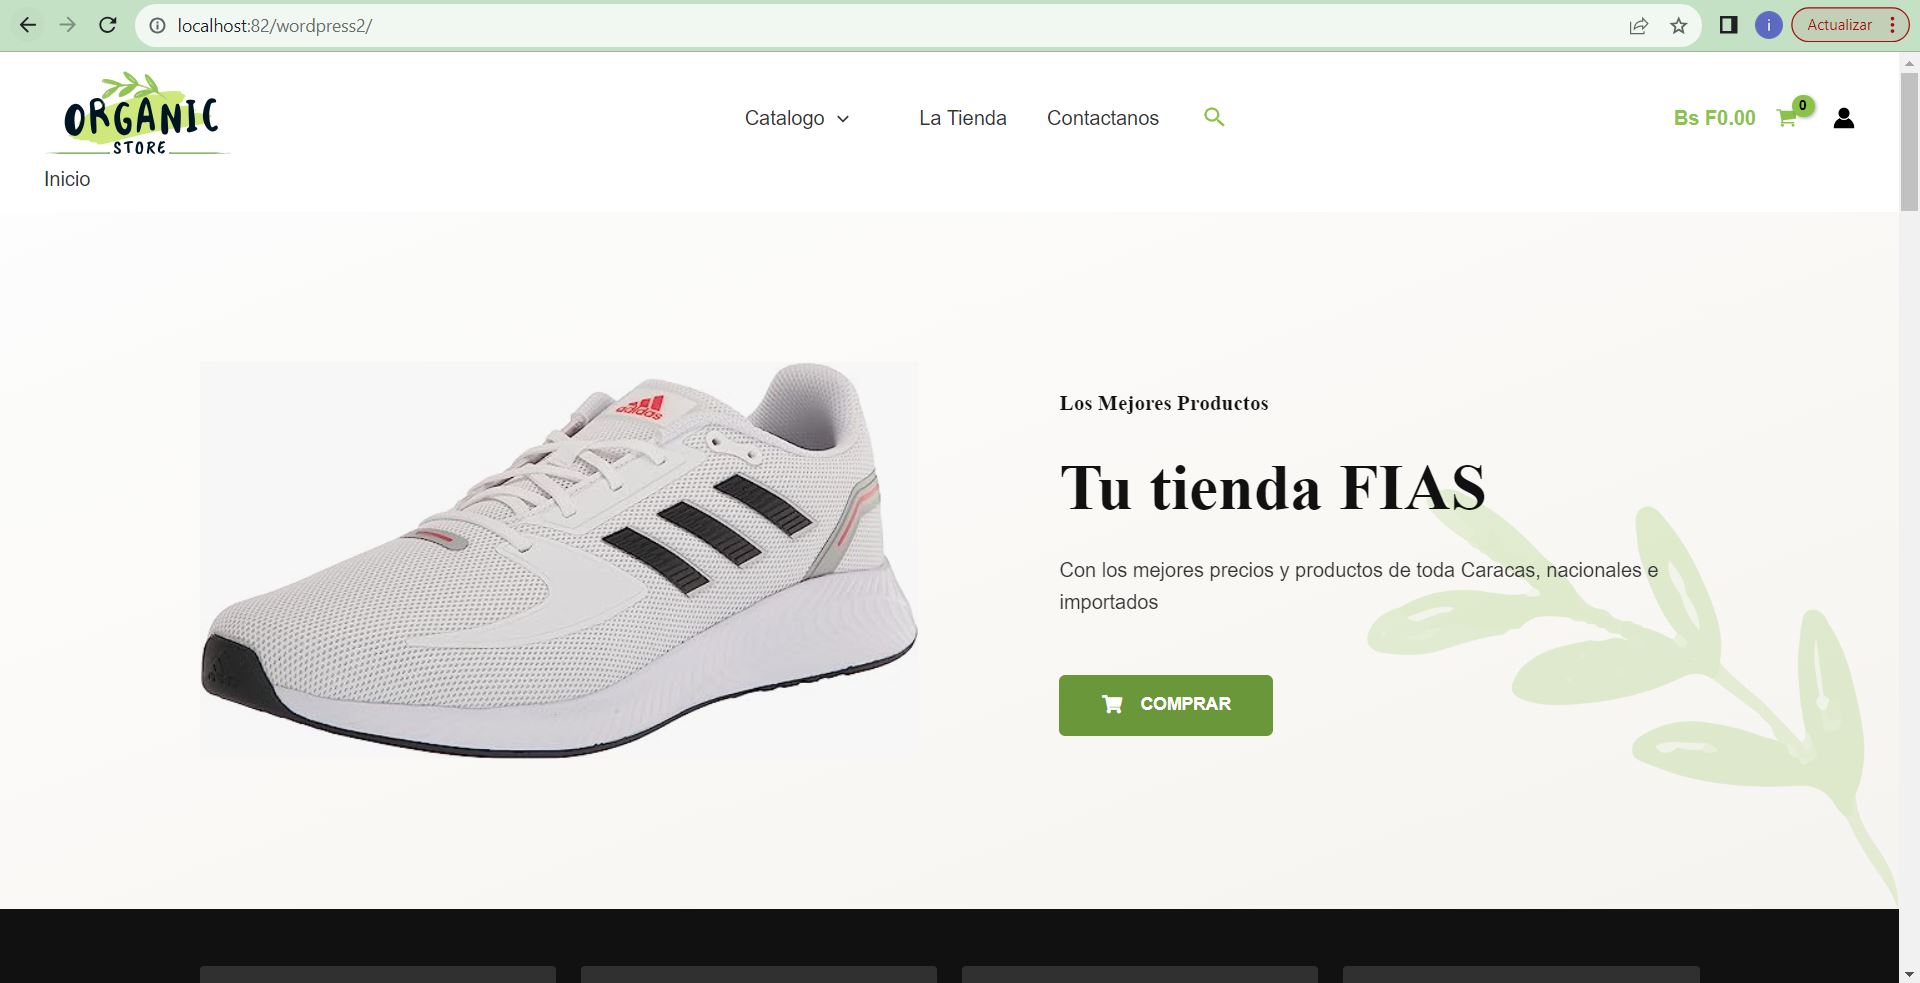 localhost:82/wordpress2/
i
Actualizar
ORGANIC
STORE
Inicio
Catalogo
La Tienda
Contactanos
Bs F0.00
0
adidas
Los Mejores Productos
Tu tienda FIAS
Con los mejores precios y productos de toda Caracas, nacionales e
importados
COMPRAR